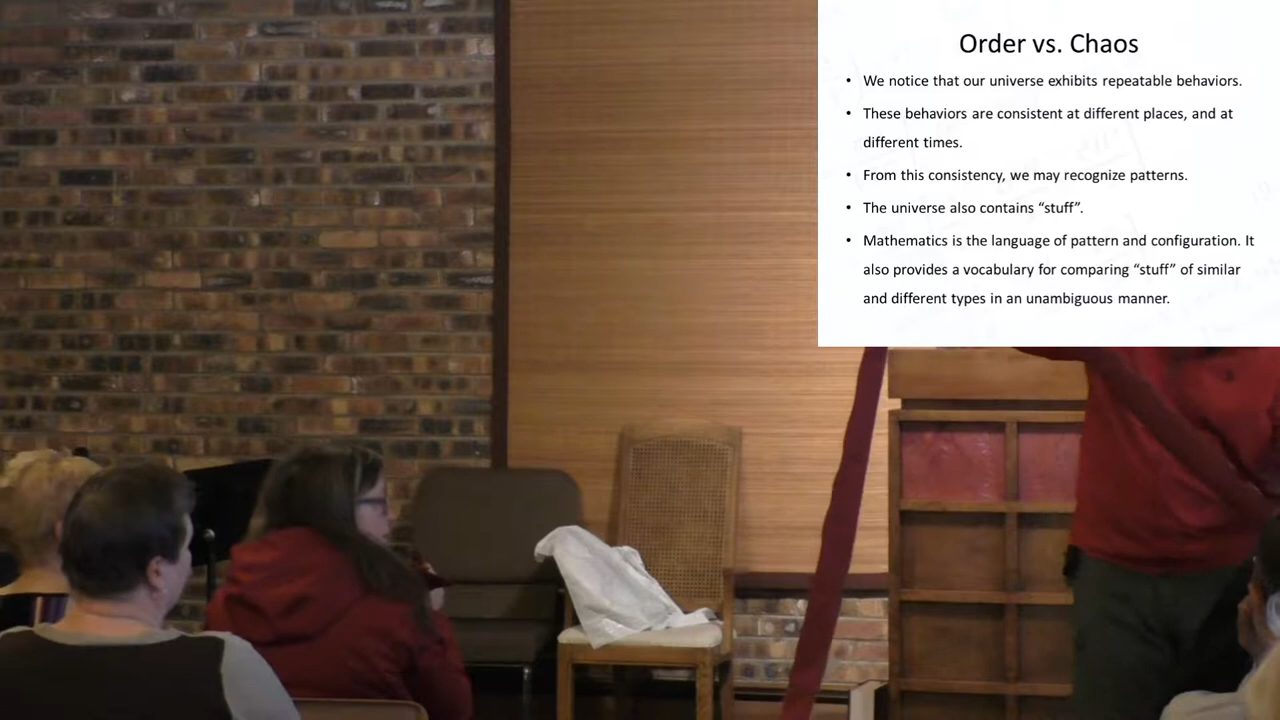 Order vs. Chaos
• We notice that our universe exhibits repeatable behaviors.
• These behaviors are consistent at different places, and at
different times.
• From this consistency, we may recognize patterns.
• The universe also contains “stuff”.
• Mathematics is the language of pattern and configuration. It
also provides a vocabulary for comparing “stuff” of similar
and different types in an unambiguous manner.